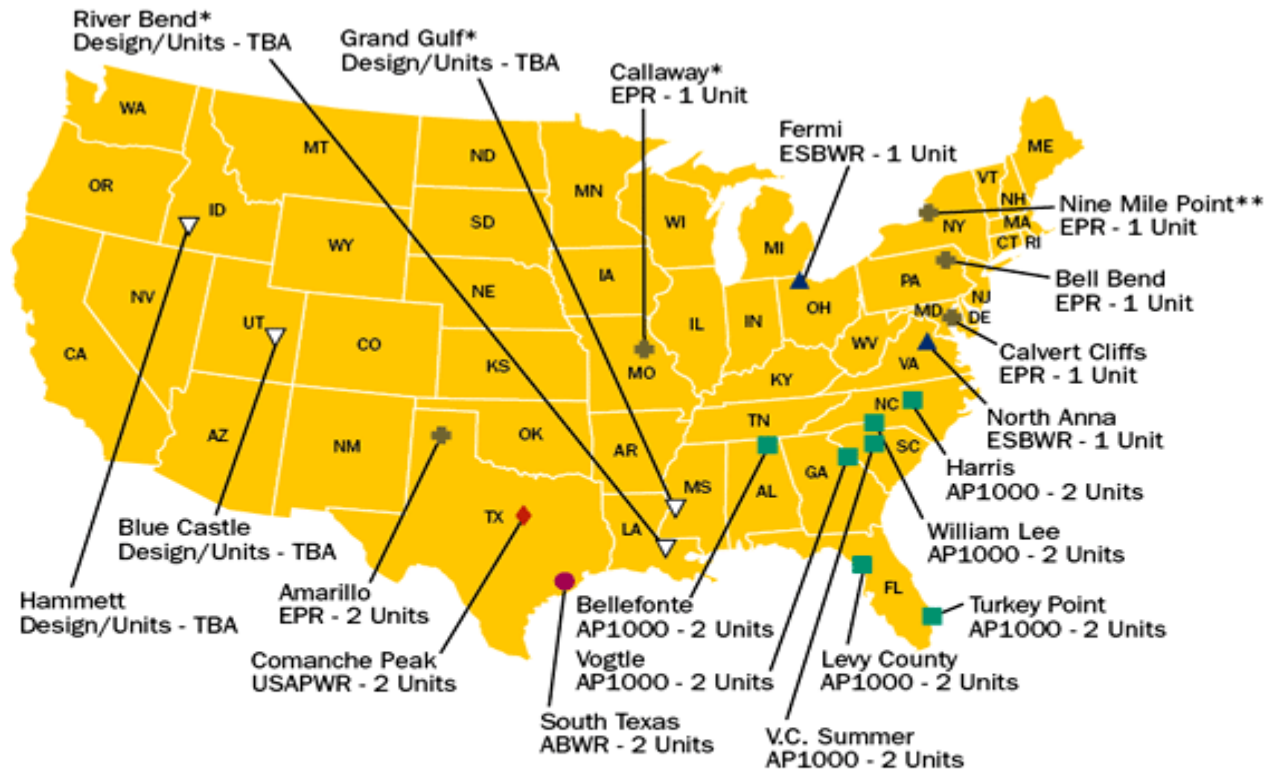 River Bend*
Design/Units - TBA
Grand Gulf*
Design/Units - TBA
Callaway*
EPR - 1 Unit
Fermi
ESBWR - 1 Unit
Nine Mile Point**
EPR - 1 Unit
Bell Bend
EPR - 1 Unit
Calvert Cliffs
EPR - 1 Unit
North Anna
ESBWR - 1 Unit
Harris
AP1000 - 2 Units
William Lee
AP1000 - 2 Units
Turkey Point
AP1000 - 2 Units
Levy County
AP1000 - 2 Units
V.C. Summer
AP1000 - 2 Units
Bellefonte
AP1000 - 2 Units
Vogtle
AP1000 - 2 Units
South Texas
ABWR - 2 Units
Comanche Peak
USAPWR - 2 Units
Amarillo
EPR - 2 Units
Blue Castle
Design/Units - TBA
Hammett
Design/Units - TBA
WA
OR
CA
NV
ID
MT
WY
UT
AZ
CO
NM
ND
SD
NE
KS
OK
TX
MN
IA
MO
AR
LA
WI
IL
MI
IN
OH
KY
TN
MS
AL
GA
FL
SC
NC
VA
WV
PA
NY
VT
NH
ME
MA
CT
RI
NJ
DE
MD